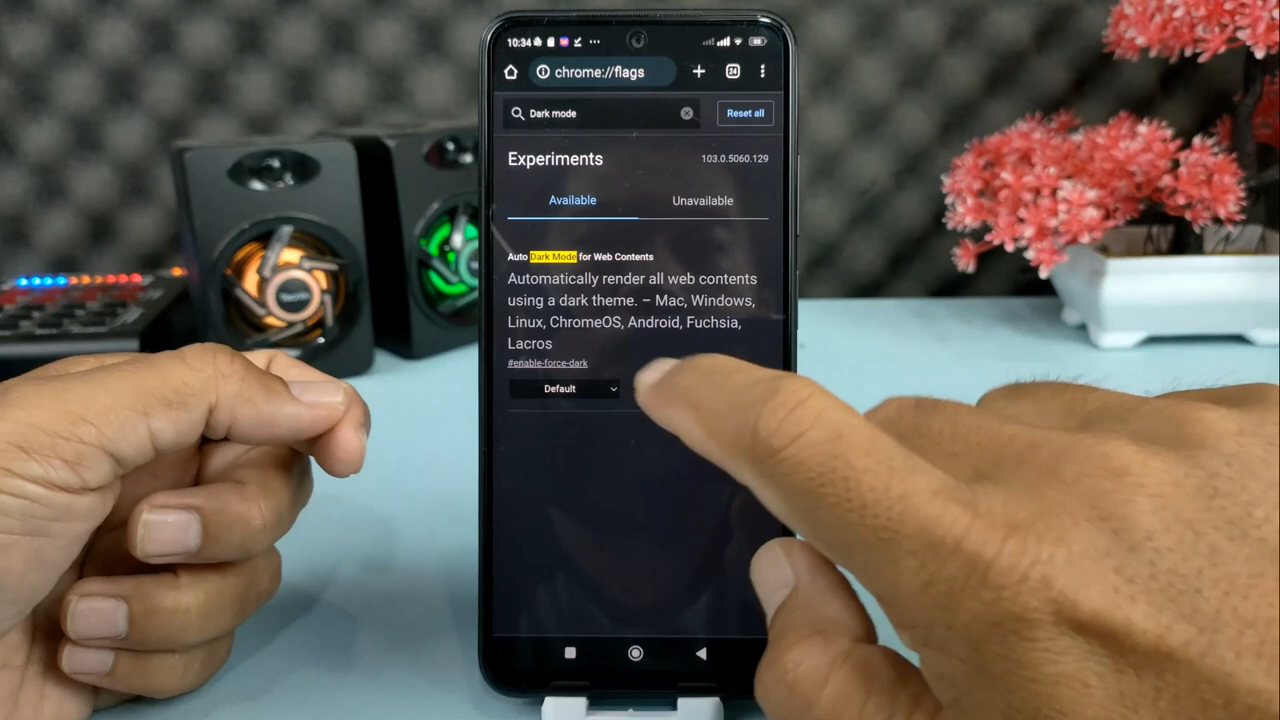 10:34
chrome://flags
24
Dark mode
Reset all
Experiments
103.0.5060.129
Available
Unavailable
Auto Dark Mode for Web Contents
Automatically render all web contents
using a dark theme. – Mac, Windows,
Linux, ChromeOS, Android, Fuchsia,
Lacros
#enable-force-dark
Default